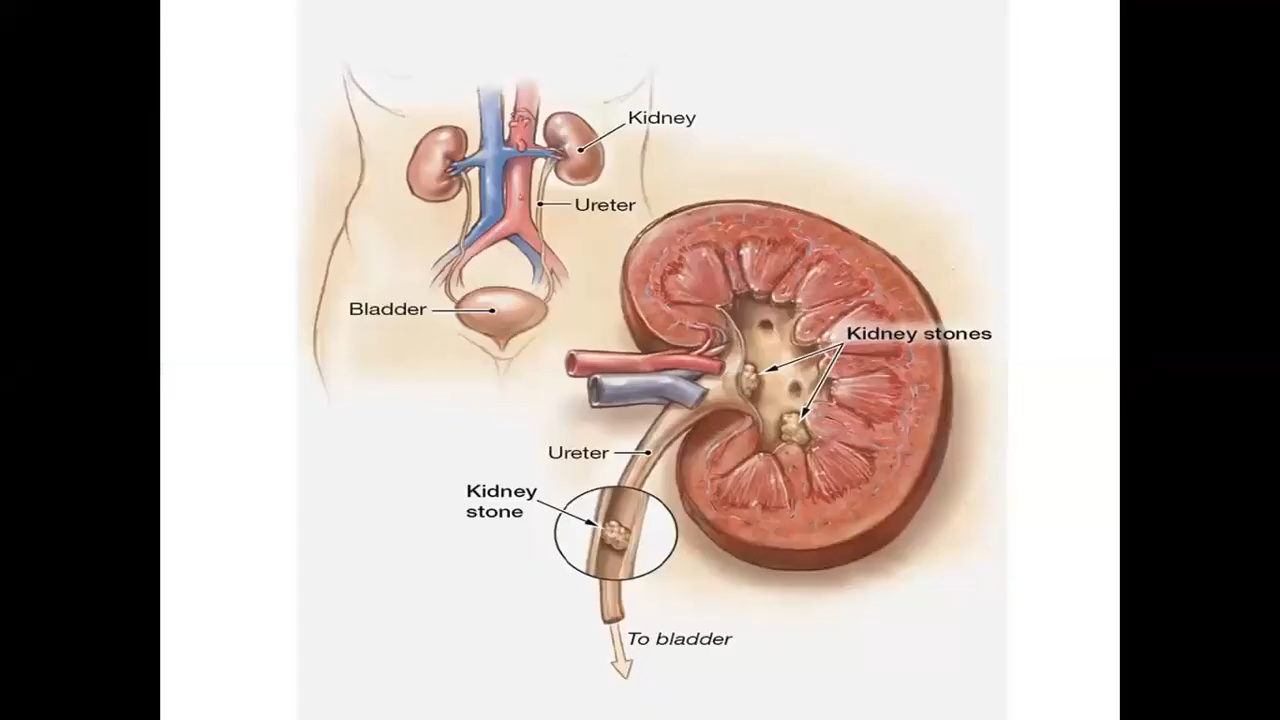 Kidney
Ureter
Bladder
Kidney stones
Ureter
Kidney
stone
To bladder